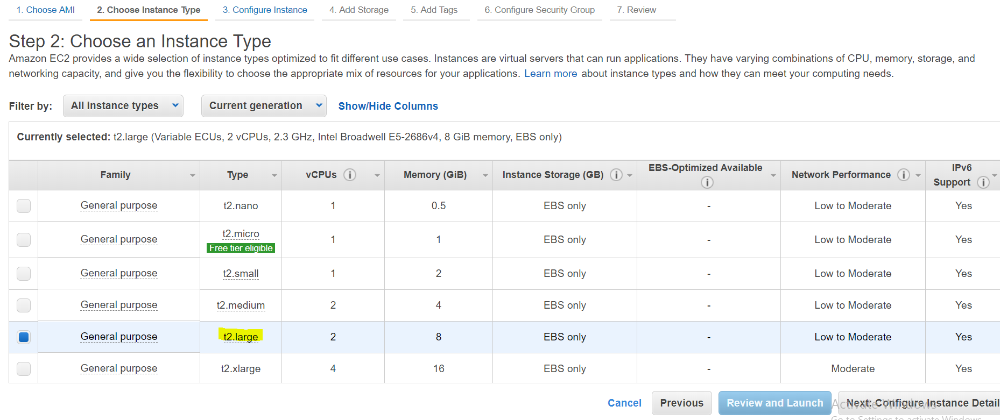 1. Choose AMI 2. Choose Instance Type 3. Configure Instance 4. Add Storage 5. Add Tags 6. Configure Security Group 7. Review
Step 2: Choose an Instance Type
Amazon EC2 provides a wide selection of instance types optimized to fit different use cases. Instances are virtual servers that can run applications. They have varying combinations of CPU, memory, storage, and
networking capacity, and give you the flexibility to choose the appropriate mix of resources for your applications. Learn more about instance types and how they can meet your computing needs.
Filter by: All instance types Current generation Show/Hide Columns
Currently selected: t2.large (Variable ECUs, 2 vCPUs, 2.3 GHz, Intel Broadwell E5-2686v4, 8 GiB memory, EBS only)
Family Type vCPUs Memory (GiB) Instance Storage (GB) EBS-Optimized Available Network Performance IPv6 Support
General purpose t2.nano 1 0.5 EBS only - Low to Moderate Yes
General purpose t2.micro 1 1 EBS only - Low to Moderate Yes
Free tier eligible
General purpose t2.small 1 2 EBS only - Low to Moderate Yes
General purpose t2.medium 2 4 EBS only - Low to Moderate Yes
General purpose t2.large 2 8 EBS only - Low to Moderate Yes
General purpose t2.xlarge 4 16 EBS only - Moderate Yes
Cancel Previous Review and Launch Next: Configure Instance Detail
Activate Windows
Go to Settings to activate Windows